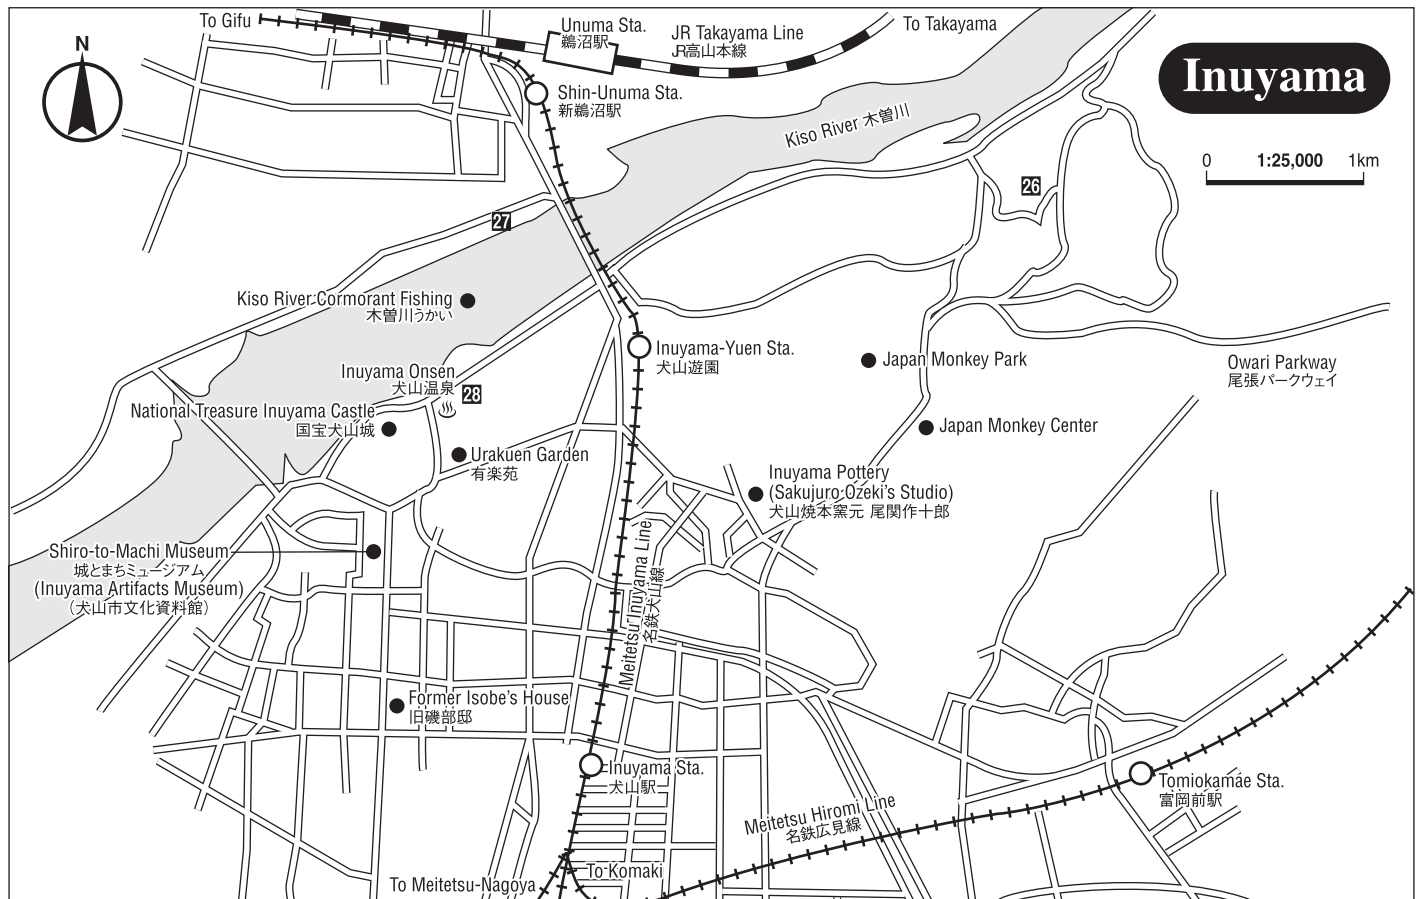 To Gifu
Unuma Sta.
鵜沼駅
JR Takayama Line
JR高山本線
To Takayama
N
Inuyama
Shin-Unuma Sta.
新鵜沼駅
Kiso River 木曽川
0 1:25,000 1km
26
27
Kiso River Cormorant Fishing
木曽川うかい
Inuyama-Yuen Sta.
犬山遊園
Japan Monkey Park
Owari Parkway
尾張パークウェイ
Inuyama Onsen
犬山温泉
28
National Treasure Inuyama Castle
国宝犬山城
Japan Monkey Center
Urakuen Garden
有楽苑
Inuyama Pottery
(Sakujuro Ozeki's Studio)
犬山焼本窯元 尾関作十郎
Shiro-to-Machi Museum
城とまちミュージアム
(Inuyama Artifacts Museum)
（犬山市文化資料館）
Meitetsu Inuyama Line
名鉄犬山線
Former Isobe's House
旧磯部邸
Inuyama Sta.
犬山駅
Tomiokamae Sta.
富岡前駅
Meitetsu Hiromi Line
名鉄広見線
To Komaki
To Meitetsu-Nagoya